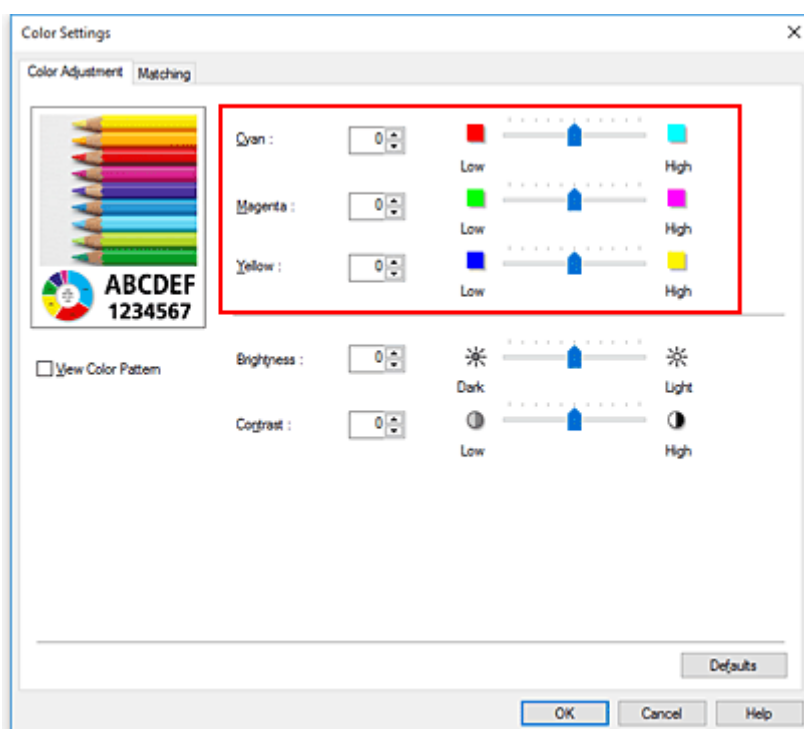 Color Settings
Color Adjustment Matching
Cyan : 0
Low High
Magenta : 0
Low High
Yellow : 0
Low High
ABCDEF
1234567
View Color Pattern
Brightness : 0
Dark Light
Contrast : 0
Low High
Defaults
OK Cancel Help